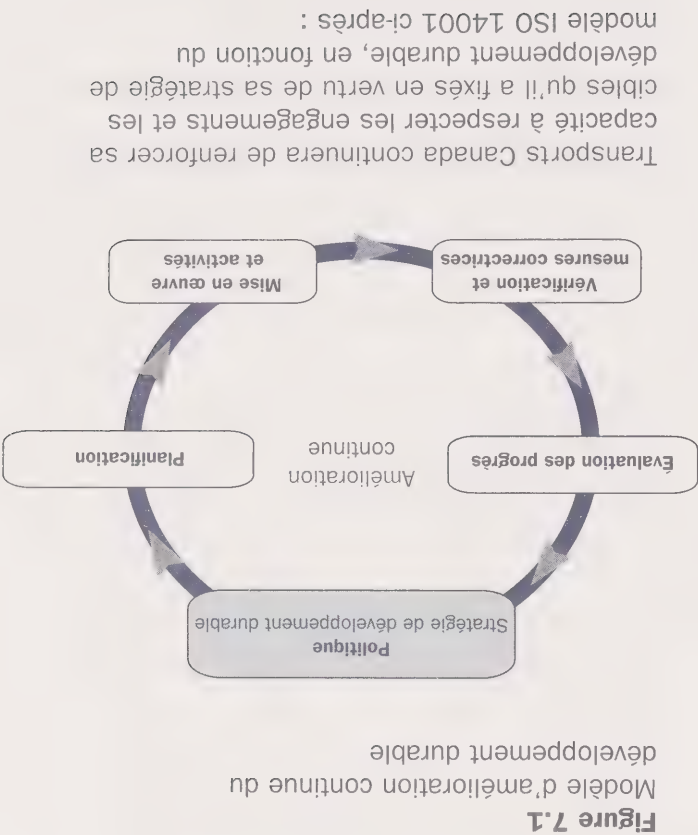 Figure 7.1
Modèle d'amélioration continue du
développement durable
Politique
Stratégie de développement durable
Évaluation des progrès
Amélioration
continue
Planification
Vérification et
mesures correctrices
Mise en œuvre
et activités
Transports Canada continuera de renforcer sa
capacité à respecter les engagements et les
cibles qu'il a fixés en vertu de sa stratégie de
développement durable, en fonction du
modèle ISO 14001 ci-après :